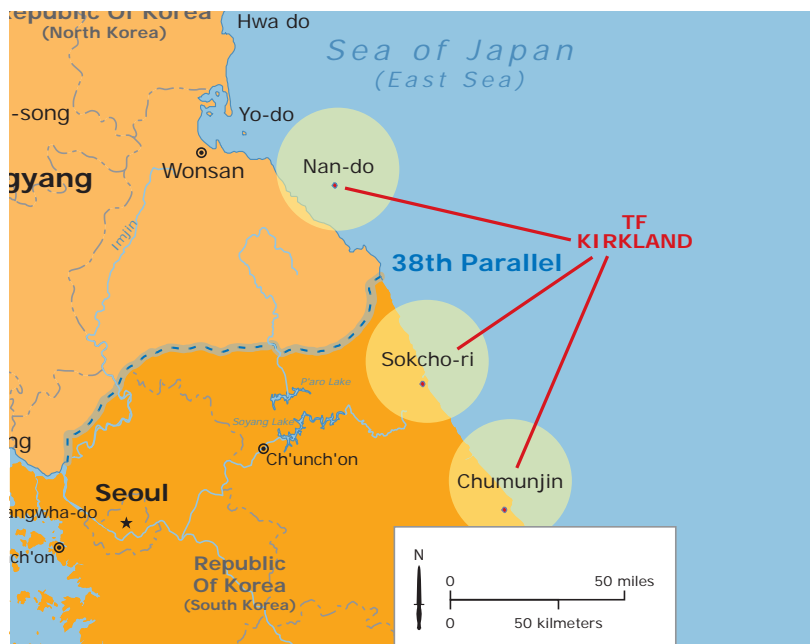 Republic Of Korea
(North Korea)
Hwa do
Sea of Japan
(East Sea)
-song
Yo-do
Wonsan
Nan-do
gyang
TF
KIRKLAND
Imjin
38th Parallel
Sokcho-ri
P'aro Lake
Soyang Lake
ng
Ch'unch'on
Chumunjin
Seoul
angwha-do
ch'on
Republic
Of Korea
(South Korea)
N
0 50 miles
0 50 kilmeters